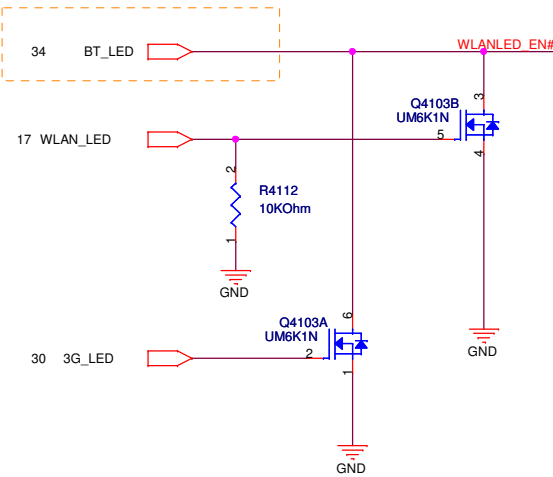 34 BT_LED
WLANLED_EN#
Q4103B
UM6K1N
3
5
4
17 WLAN_LED
2
R4112
10KOhm
1
GND
Q4103A
UM6K1N
6
2
1
30 3G_LED
GND
GND